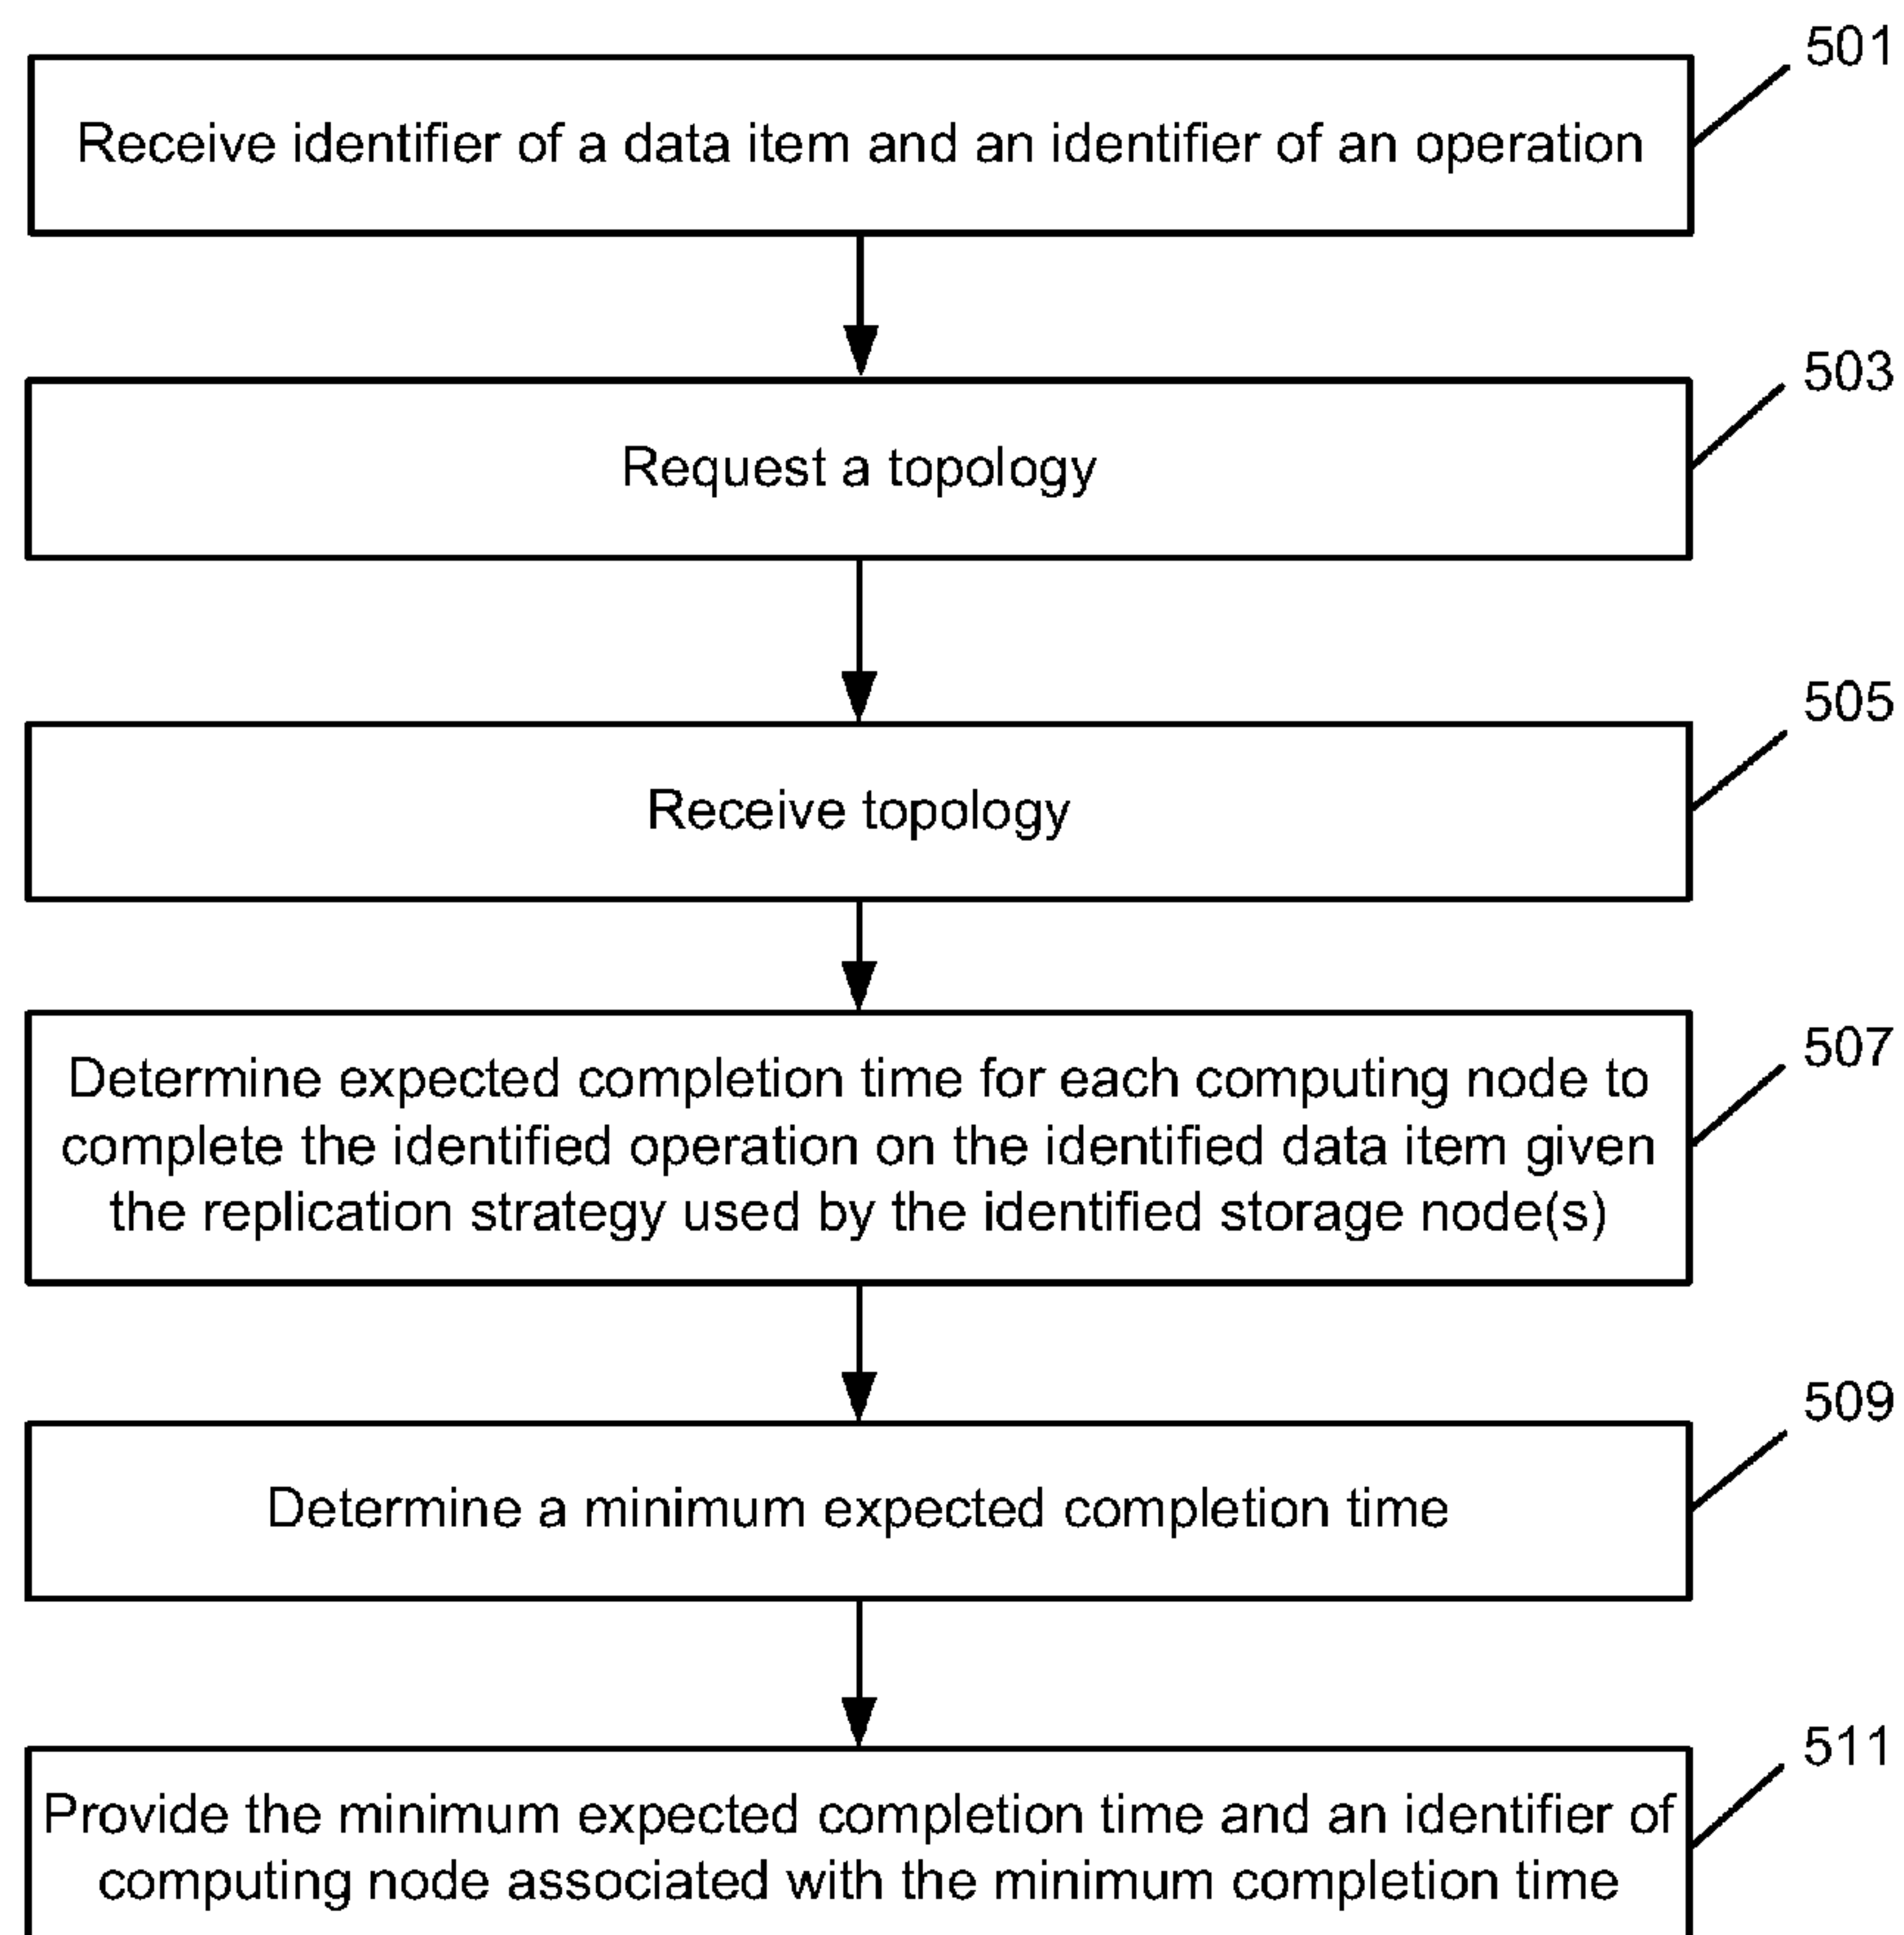 501
Receive identifier of a data item and an identifier of an operation
503
Request a topology
505
Receive topology
507
Determine expected completion time for each computing node to
complete the identified operation on the identified data item given
the replication strategy used by the identified storage node(s)
509
Determine a minimum expected completion time
511
Provide the minimum expected completion time and an identifier of
computing node associated with the minimum completion time